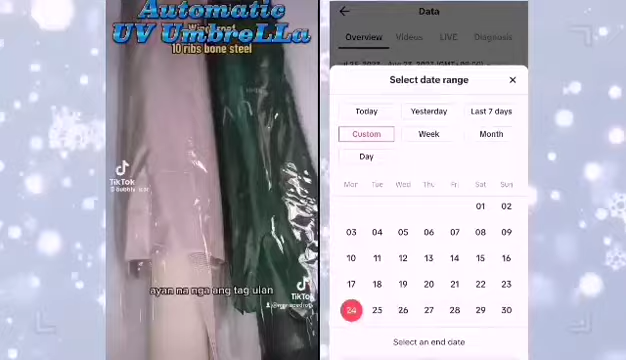 Automatic
UV UmbreLLa
10 ribs bone steel
TikTok
ayan na nga ang tag ulan
TikTok
Data
Overview
Videos
LIVE
Diagnosis
Select date range
Today
Yesterday
Last 7 days
Custom
Week
Month
Day
Mon Tue Wed Thu Fri Sat Sun
01 02
03 04 05 06 07 08 09
10 11 12 13 14 15 16
17 18 19 20 21 22 23
24 25 26 27 28 29 30
Select an end date